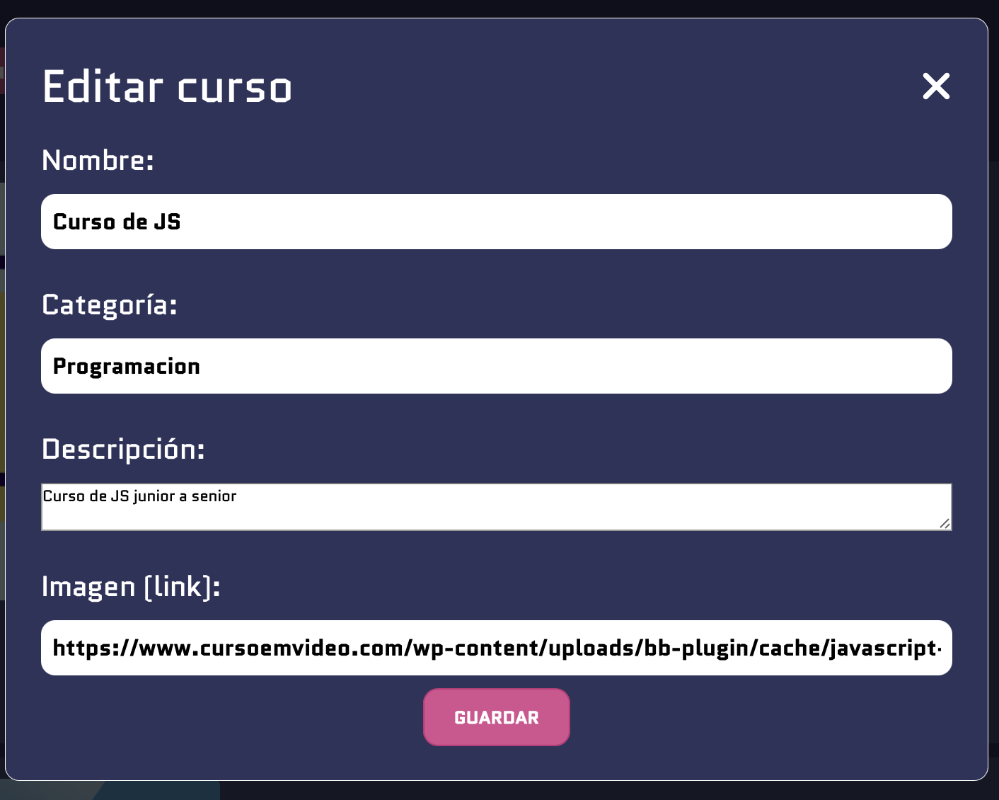 Editar curso
Nombre:
Curso de JS
Categoría:
Programacion
Descripción:
Curso de JS junior a senior
Imagen (link):
https://www.cursoemvideo.com/wp-content/uploads/bb-plugin/cache/javascript-
GUARDAR